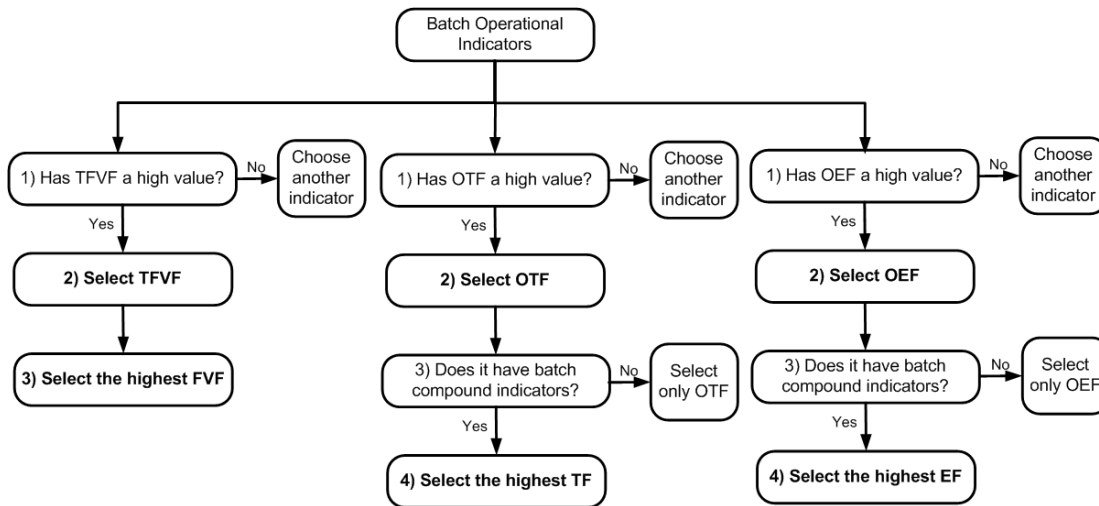 Batch Operational
Indicators
1) Has TFVF a high value?
No
Choose
another
indicator
Yes
2) Select TFVF
3) Select the highest FVF
1) Has OTF a high value?
No
Choose
another
indicator
Yes
2) Select OTF
3) Does it have batch
compound indicators?
No
Select
only OTF
Yes
4) Select the highest TF
1) Has OEF a high value?
No
Choose
another
indicator
Yes
2) Select OEF
3) Does it have batch
compound indicators?
No
Select
only OEF
Yes
4) Select the highest EF